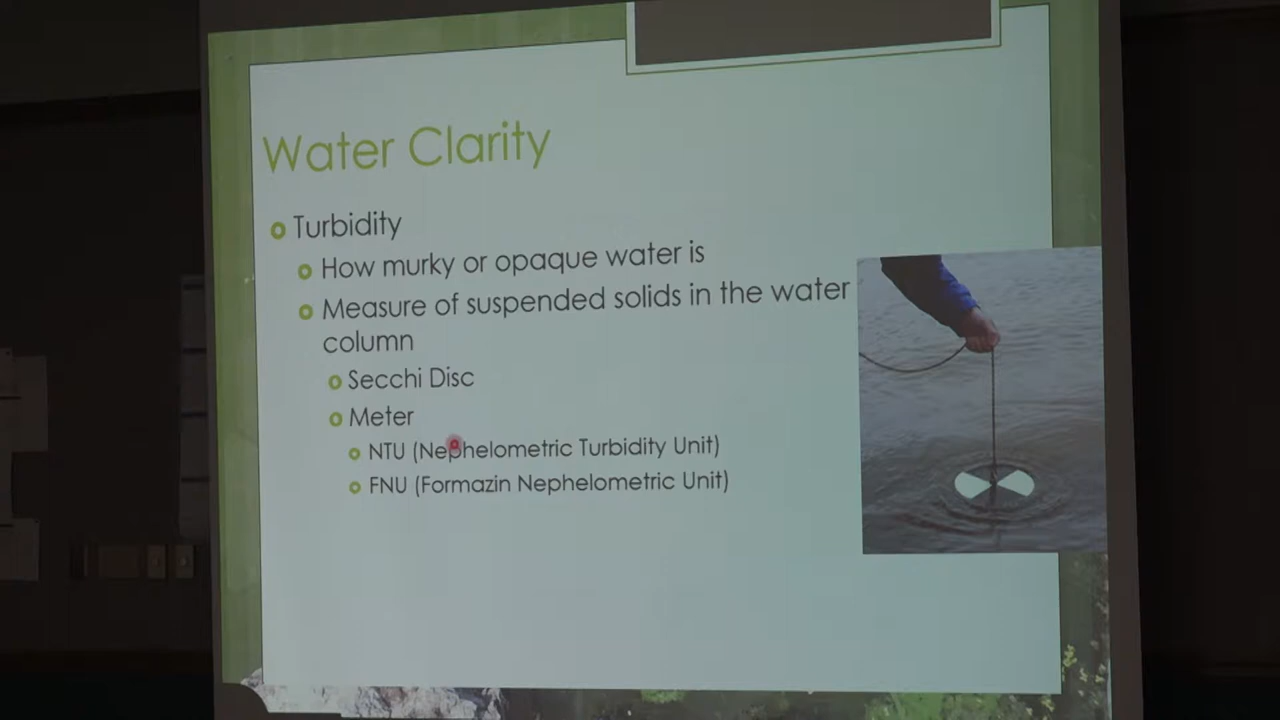 Water Clarity
Turbidity
How murky or opaque water is
Measure of suspended solids in the water
column
Secchi Disc
Meter
NTU (Nephelometric Turbidity Unit)
FNU (Formazin Nephelometric Unit)